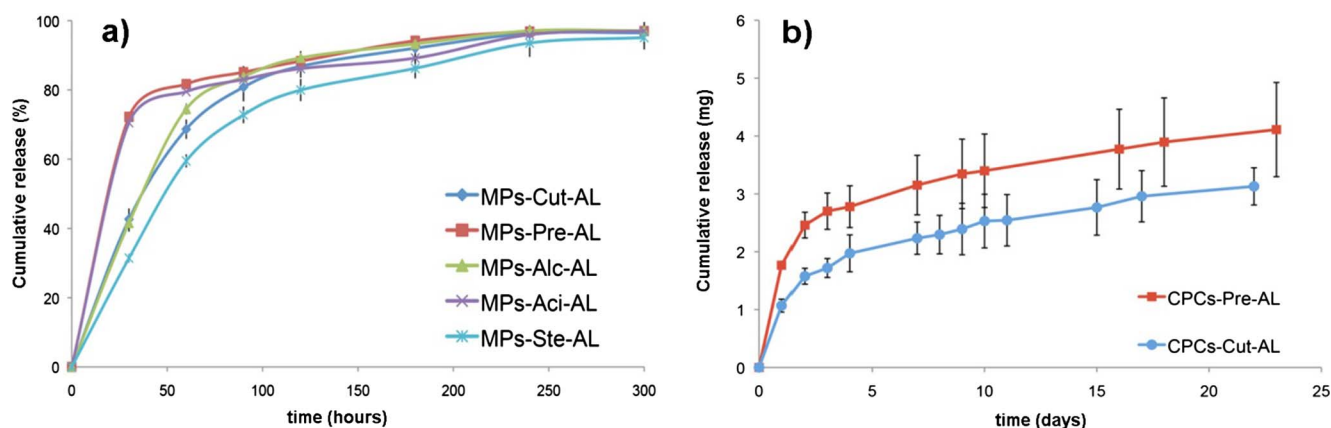 a)
Cumulative release (%)
100
80
60
40
20
0
MPs-Cut-AL
MPs-Pre-AL
MPs-Alc-AL
MPs-Aci-AL
MPs-Ste-AL
0 50 100 150 200 250 300
time (hours)
b)
Cumulative release (mg)
6
5
4
3
2
1
0
CPCs-Pre-AL
CPCs-Cut-AL
0 5 10 15 20 25
time (days)